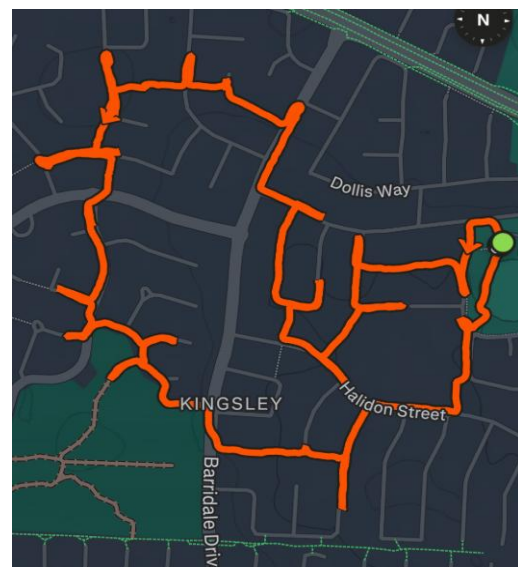 N
Dollis Way
Halidon Street
KINGSLEY
Barridale Driv